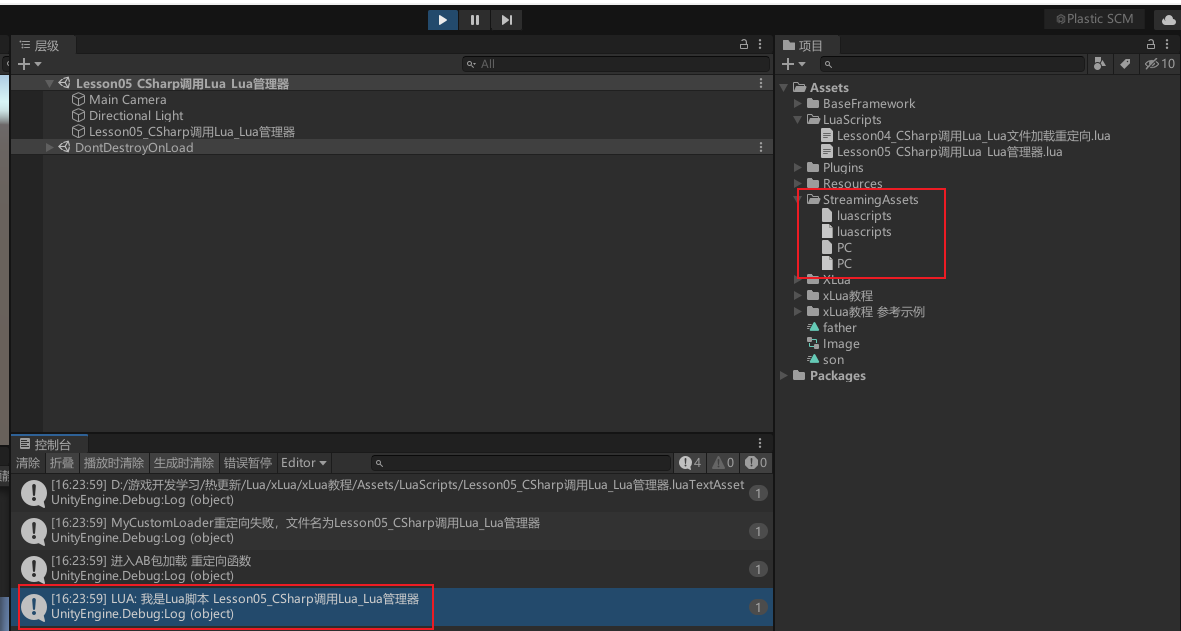 Plastic SCM
层级
All
Lesson05_CSharp调用Lua_Lua管理器
Main Camera
Directional Light
Lesson05_CSharp调用Lua_Lua管理器
DontDestroyOnLoad
项目
10
Assets
BaseFramework
LuaScripts
Lesson04_CSharp调用Lua_Lua文件加载重定向.lua
Lesson05_CSharp调用Lua_Lua管理器.lua
Plugins
Resources
StreamingAssets
luascripts
luascripts
PC
PC
XLua
xLua教程
xLua教程 参考示例
father
Image
son
Packages
控制台
清除 折叠 播放时清除 生成时清除 错误暂停 Editor 4 0 0
[16:23:59] D:/游戏开发学习/热更新/Lua/xLua/xLua教程/Assets/LuaScripts/Lesson05_CSharp调用Lua_Lua管理器.luaTextAsset
UnityEngine.Debug:Log (object)
1
[16:23:59] MyCustomLoader重定向失败，文件名为Lesson05_CSharp调用Lua_Lua管理器
UnityEngine.Debug:Log (object)
1
[16:23:59] 进入AB包加载 重定向函数
UnityEngine.Debug:Log (object)
1
[16:23:59] LUA: 我是Lua脚本 Lesson05_CSharp调用Lua_Lua管理器
UnityEngine.Debug:Log (object)
1